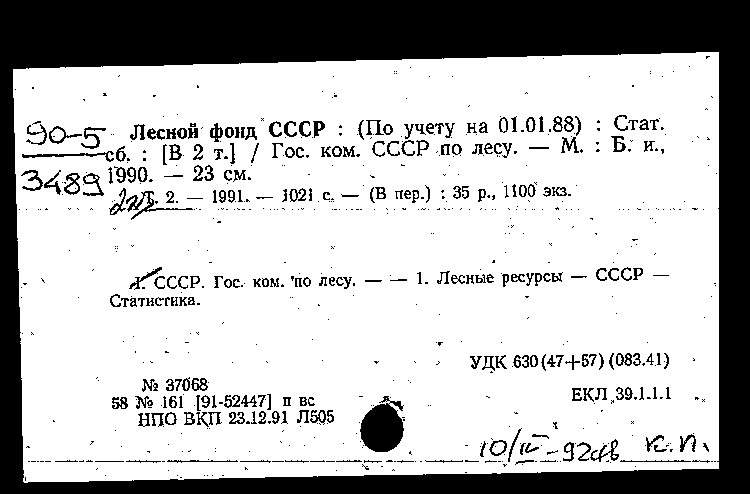 90-5
3489
Лесной фонд СССР : (По учету на 01.01.88) : Стат.
сб. : [В 2 т.] / Гос. ком. СССР по лесу. — М. : Б. и.,
1990. — 23 см.
2. — 1991. — 1021 с. — (В пер.) : 35 р., 1100 экз.
I. СССР. Гос. ком. по лесу. — — 1. Лесные ресурсы — СССР —
Статистика.
УДК 630(47+57)(083.41)
№ 37068
58 № 161 [91-52447] п вс
ЕКЛ 39.1.1.1
НПО ВКП 23.12.91 Л505
10/IV-92 к.п.